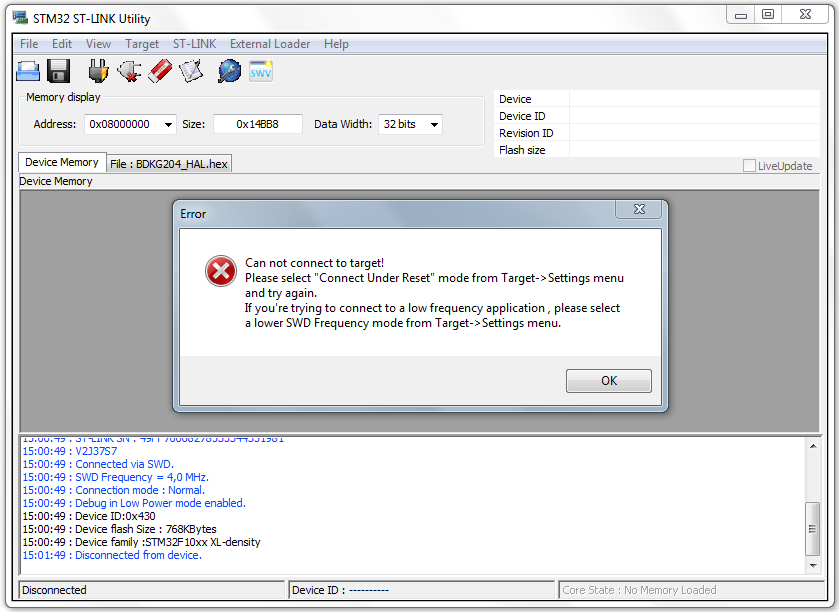 STM32 ST-LINK Utility
File Edit View Target ST-LINK External Loader Help
SWV
Memory display
Address: 0x08000000 Size: 0x14BB8 Data Width: 32 bits
Device
Device ID
Revision ID
Flash size
Device Memory File : BDKG204_HAL.hex
LiveUpdate
Device Memory
Error
Can not connect to target!
Please select "Connect Under Reset" mode from Target->Settings menu
and try again.
If you're trying to connect to a low frequency application , please select
a lower SWD Frequency mode from Target->Settings menu.
OK
15:00:49 : ST-LINK SN :
15:00:49 : V2J37S7
15:00:49 : Connected via SWD.
15:00:49 : SWD Frequency = 4,0 MHz.
15:00:49 : Connection mode : Normal.
15:00:49 : Debug in Low Power mode enabled.
15:00:49 : Device ID:0x430
15:00:49 : Device flash Size : 768KBytes
15:00:49 : Device family :STM32F10xx XL-density
15:01:49 : Disconnected from device.
Disconnected
Device ID : ----------
Core State : No Memory Loaded